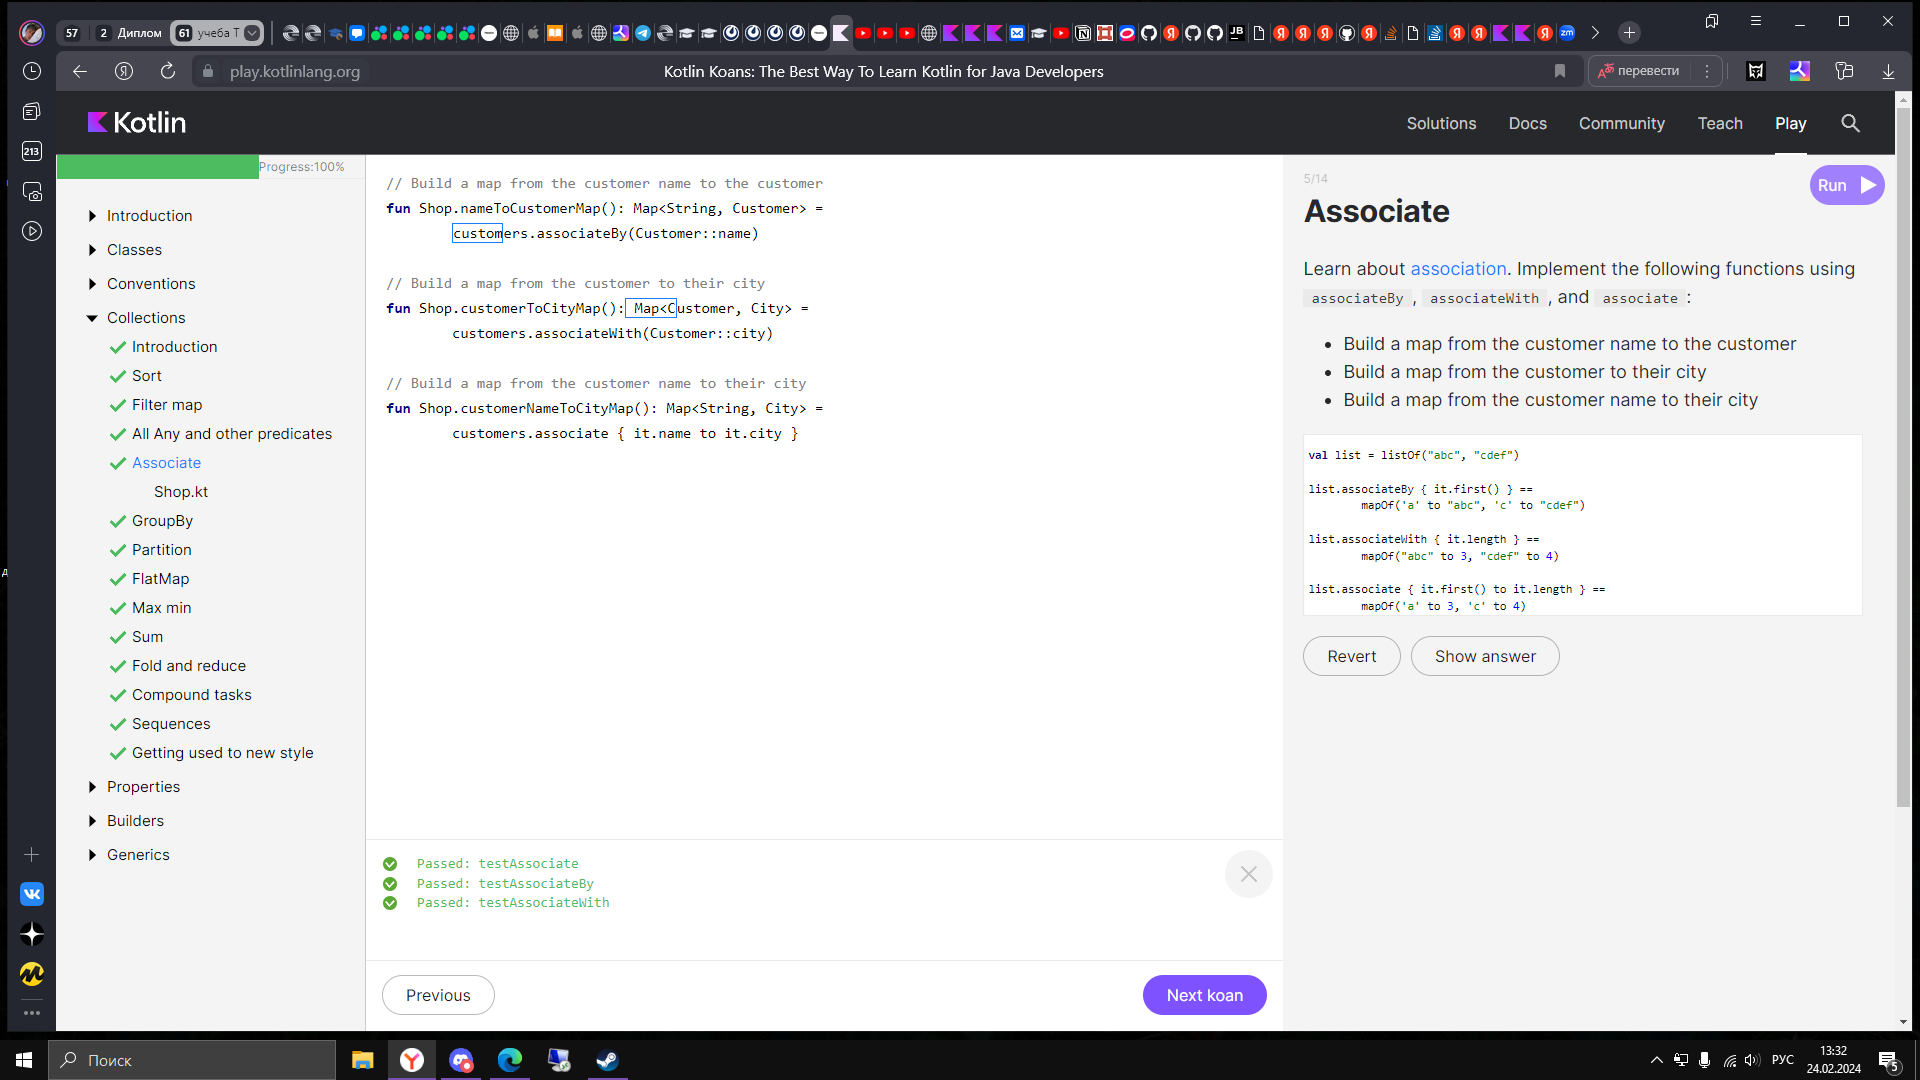 57
2 Диплом
61 учеба Т
JB
zm
play.kotlinlang.org
Kotlin Koans: The Best Way To Learn Kotlin for Java Developers
перевести
213
Kotlin
Solutions
Docs
Community
Teach
Play
Progress:100%
Introduction
Classes
Conventions
Collections
Introduction
Sort
Filter map
All Any and other predicates
Associate
Shop.kt
GroupBy
Partition
FlatMap
Max min
Sum
Fold and reduce
Compound tasks
Sequences
Getting used to new style
Properties
Builders
Generics
// Build a map from the customer name to the customer
fun Shop.nameToCustomerMap(): Map<String, Customer> =
customers.associateBy(Customer::name)
// Build a map from the customer to their city
fun Shop.customerToCityMap(): Map<Customer, City> =
customers.associateWith(Customer::city)
// Build a map from the customer name to their city
fun Shop.customerNameToCityMap(): Map<String, City> =
customers.associate { it.name to it.city }
Passed: testAssociate
Passed: testAssociateBy
Passed: testAssociateWith
Previous
Next koan
5/14
Run
Associate
Learn about association. Implement the following functions using
associateBy , associateWith , and associate :
• Build a map from the customer name to the customer
• Build a map from the customer to their city
• Build a map from the customer name to their city
val list = listOf("abc", "cdef")
list.associateBy { it.first() } ==
mapOf('a' to "abc", 'c' to "cdef")
list.associateWith { it.length } ==
mapOf("abc" to 3, "cdef" to 4)
list.associate { it.first() to it.length } ==
mapOf('a' to 3, 'c' to 4)
Revert
Show answer
Поиск
РУС
13:32
24.02.2024
5